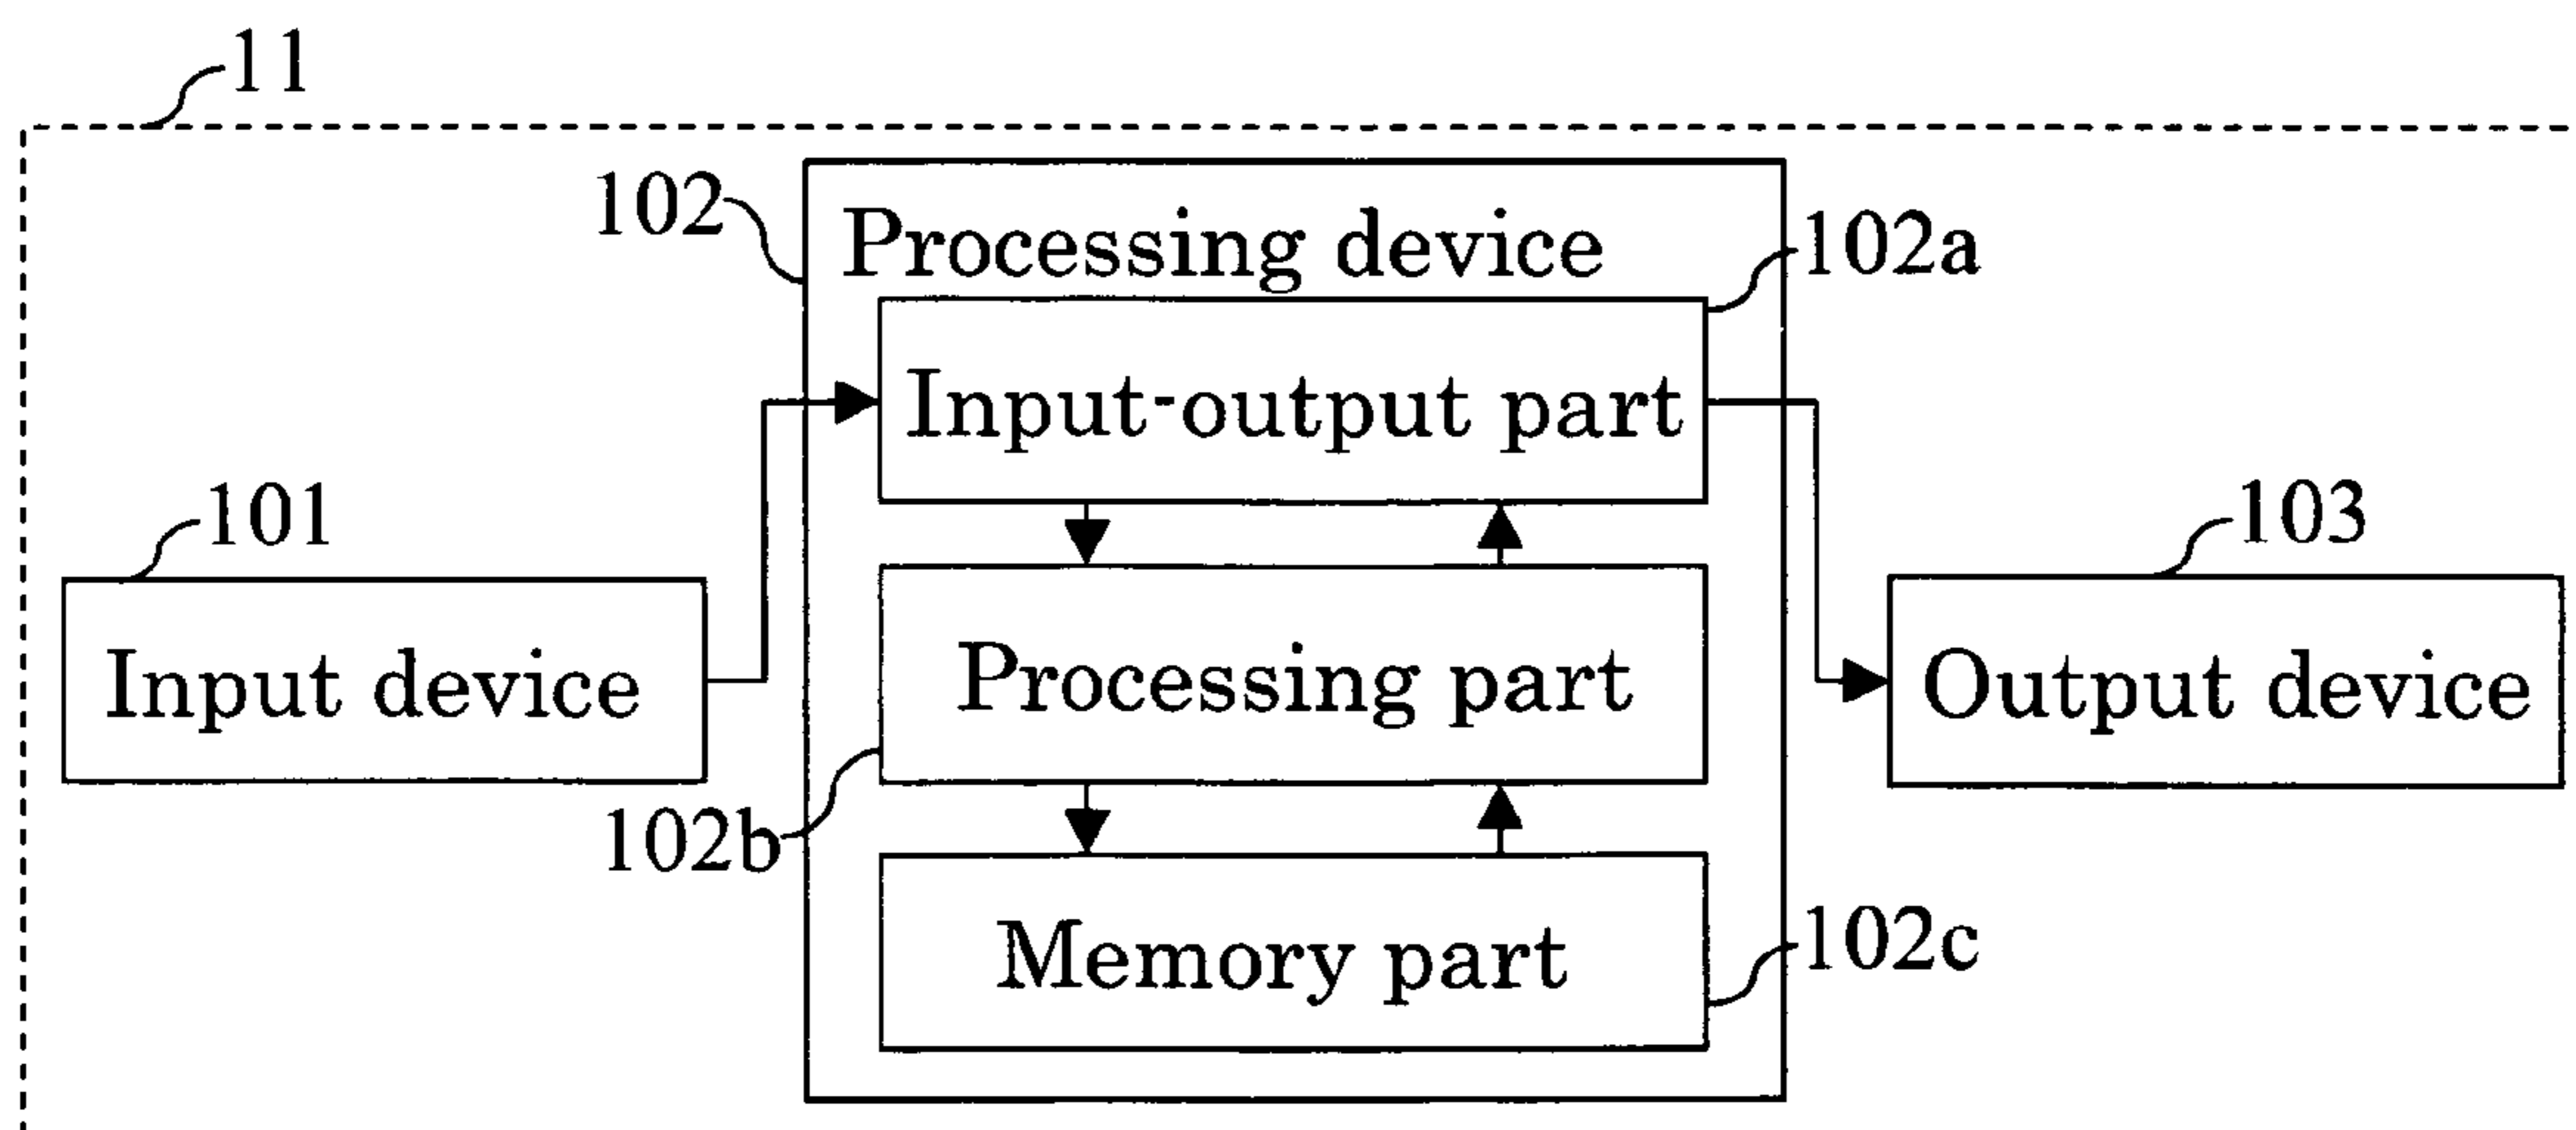 11
102
Processing device
102a
Input-output part
101
103
Input device
Processing part
Output device
102b
Memory part
102c